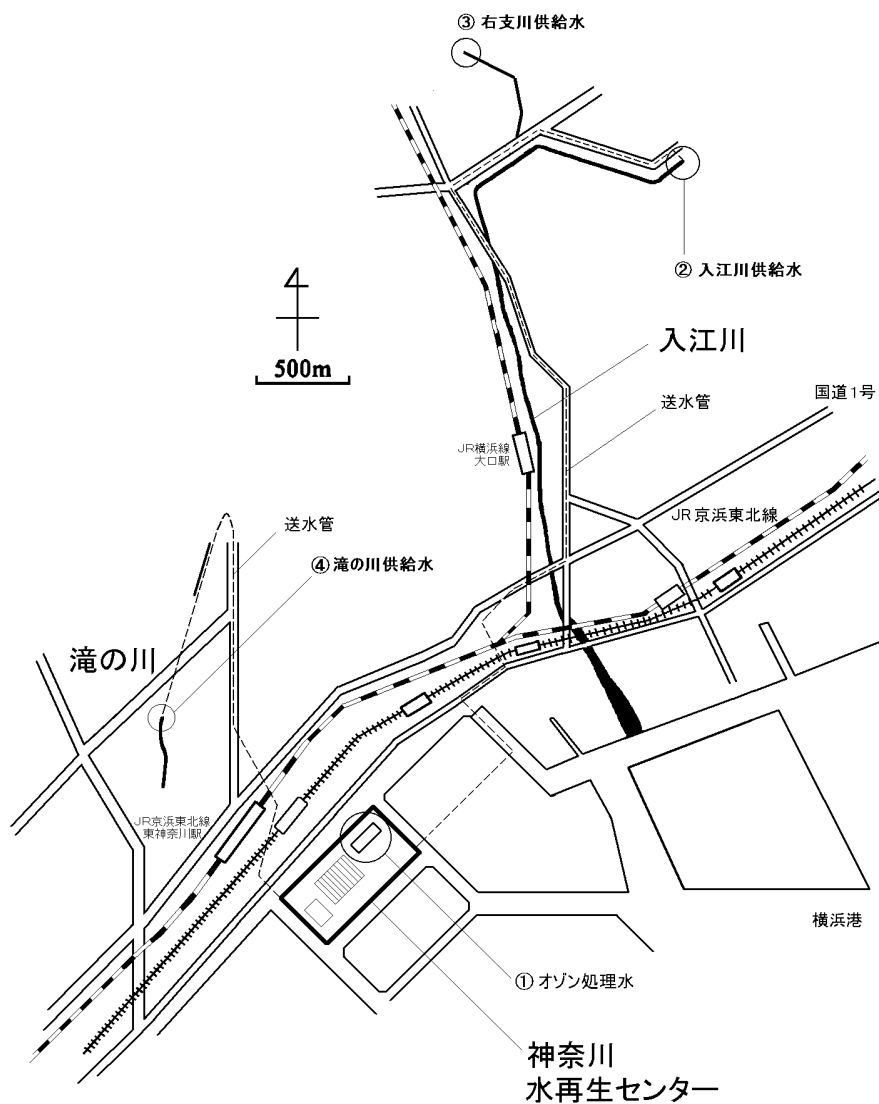 ③ 右支川供給水
② 入江川供給水
500m
入江川
国道1号
送水管
JR横浜線
大口駅
JR京浜東北線
送水管
④滝の川供給水
滝の川
JR京浜東北線
東神奈川駅
横浜港
①オゾン処理水
神奈川
水再生センター